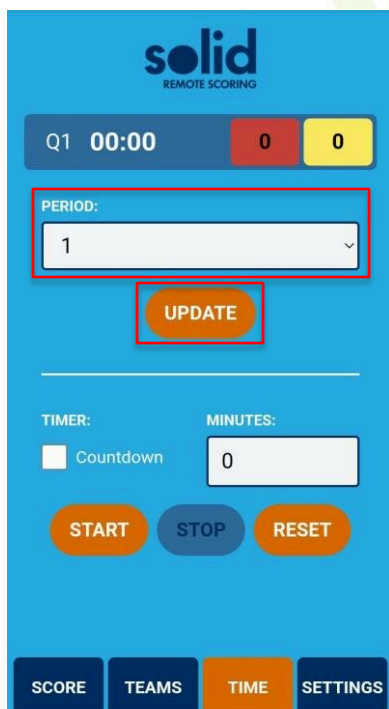 solid
REMOTE SCORING
Q1 00:00 0 0
PERIOD:
1
UPDATE
TIMER: MINUTES:
Countdown 0
START STOP RESET
SCORE TEAMS TIME SETTINGS